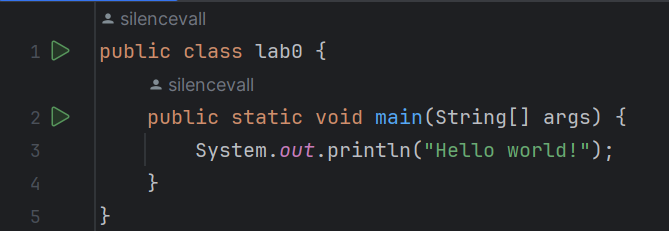 silencevall
1 public class lab0 {
silencevall
2 public static void main(String[] args) {
3 System.out.println("Hello world!");
4 }
5 }